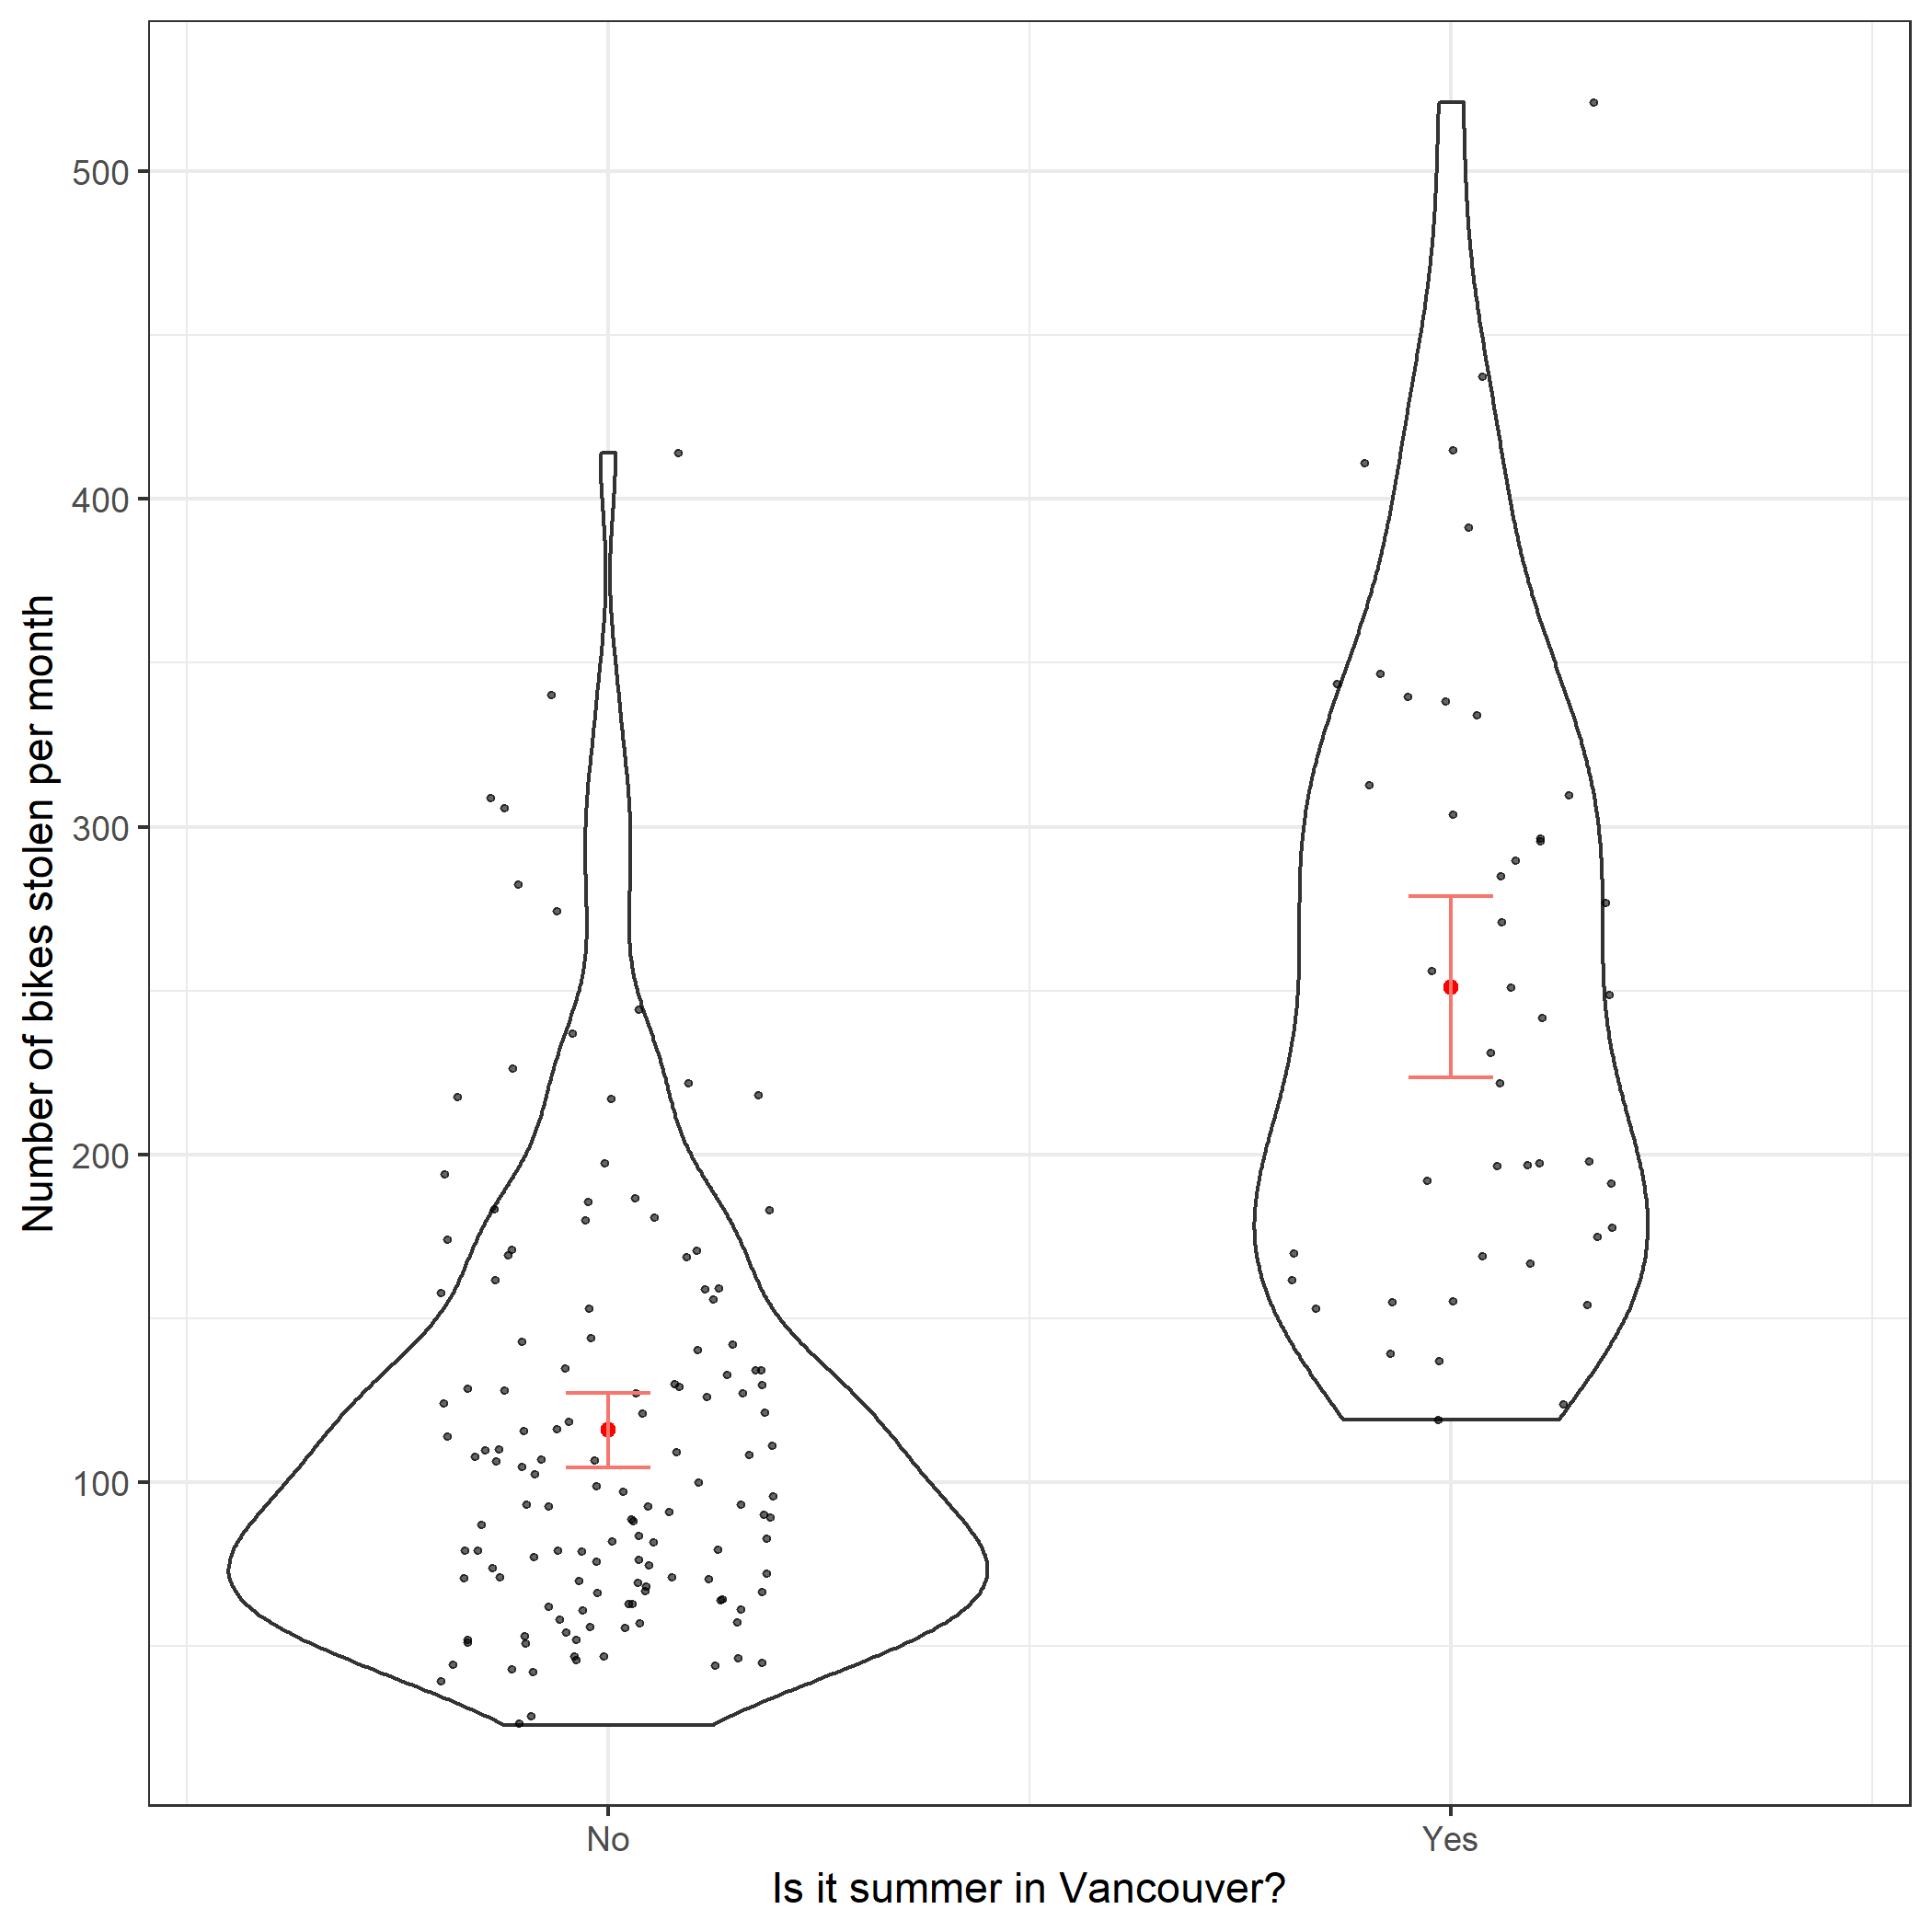 Number of bikes stolen per month
500
400
300
200
100
No
Yes
Is it summer in Vancouver?